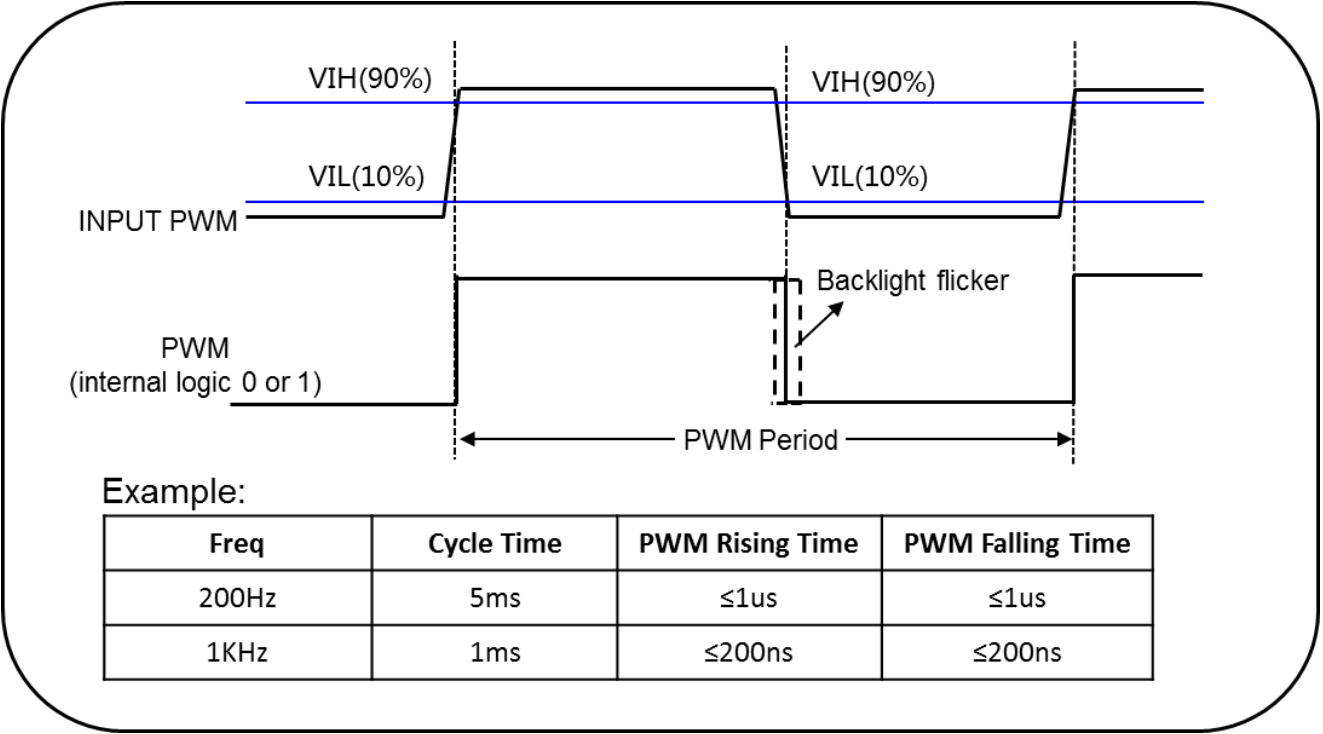 VIH(90%)
VIH(90%)
VIL(10%)
VIL(10%)
INPUT PWM
Backlight flicker
PWM
(internal logic 0 or 1)
PWM Period
Example:
Freq Cycle Time PWM Rising Time PWM Falling Time
200Hz 5ms ≤1us ≤1us
1KHz 1ms ≤200ns ≤200ns